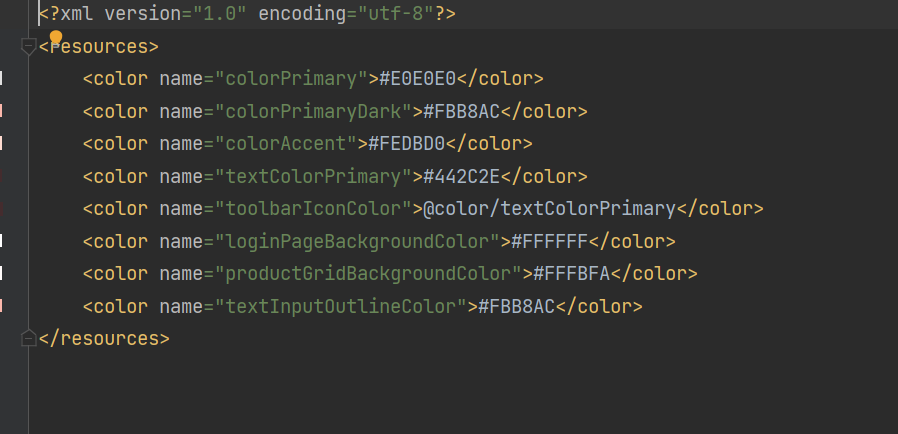 <?xml version="1.0" encoding="utf-8"?>
<resources>
    <color name="colorPrimary">#E0E0E0</color>
    <color name="colorPrimaryDark">#FBB8AC</color>
    <color name="colorAccent">#FEDBD0</color>
    <color name="textColorPrimary">#442C2E</color>
    <color name="toolbarIconColor">@color/textColorPrimary</color>
    <color name="loginPageBackgroundColor">#FFFFFF</color>
    <color name="productGridBackgroundColor">#FFFBFA</color>
    <color name="textInputOutlineColor">#FBB8AC</color>
</resources>